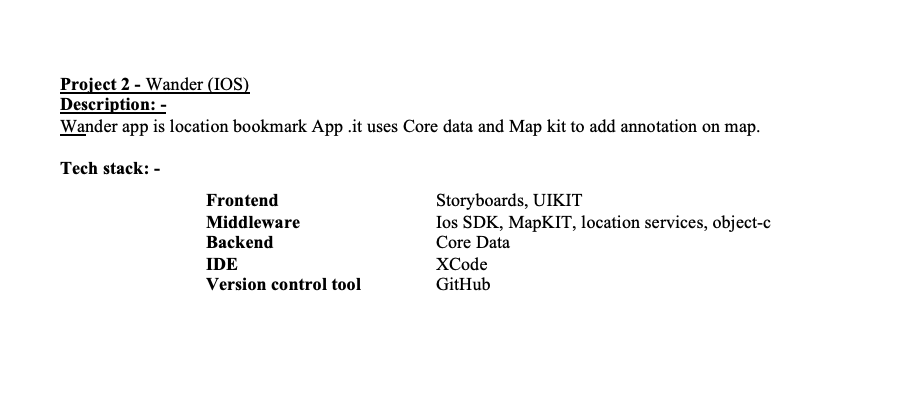 Project 2 - Wander (IOS)
Description: -
Wander app is location bookmark App .it uses Core data and Map kit to add annotation on map.
Tech stack: -
Frontend Storyboards, UIKIT
Middleware Ios SDK, MapKIT, location services, object-c
Backend Core Data
IDE XCode
Version control tool GitHub